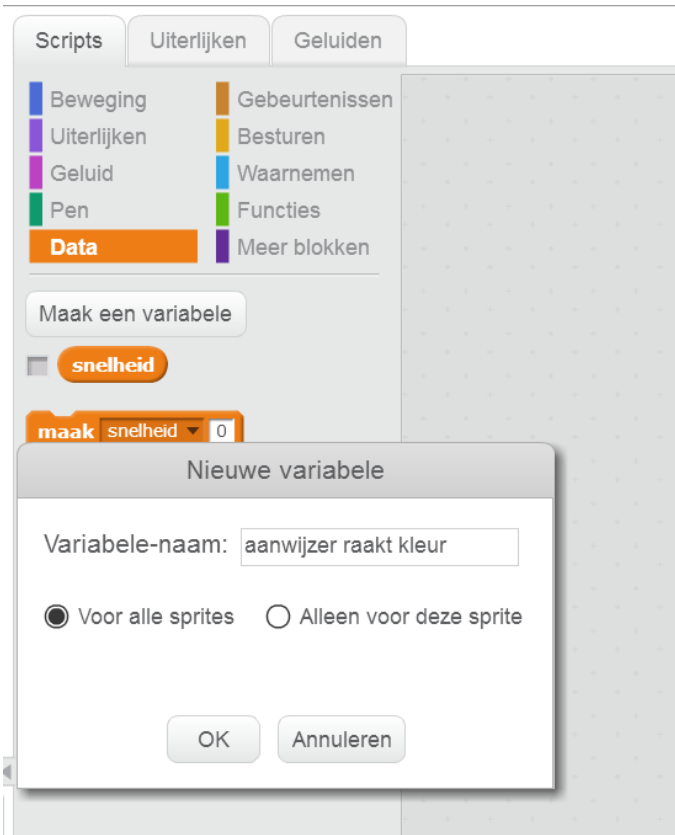 Scripts Uiterlijken Geluiden
Beweging Gebeurtenissen
Uiterlijken Besturen
Geluid Waarnemen
Pen Functies
Data Meer blokken
Maak een variabele
snelheid
maak snelheid 0
Nieuwe variabele
Variabele-naam: aanwijzer raakt kleur
Voor alle sprites Alleen voor deze sprite
OK Annuleren